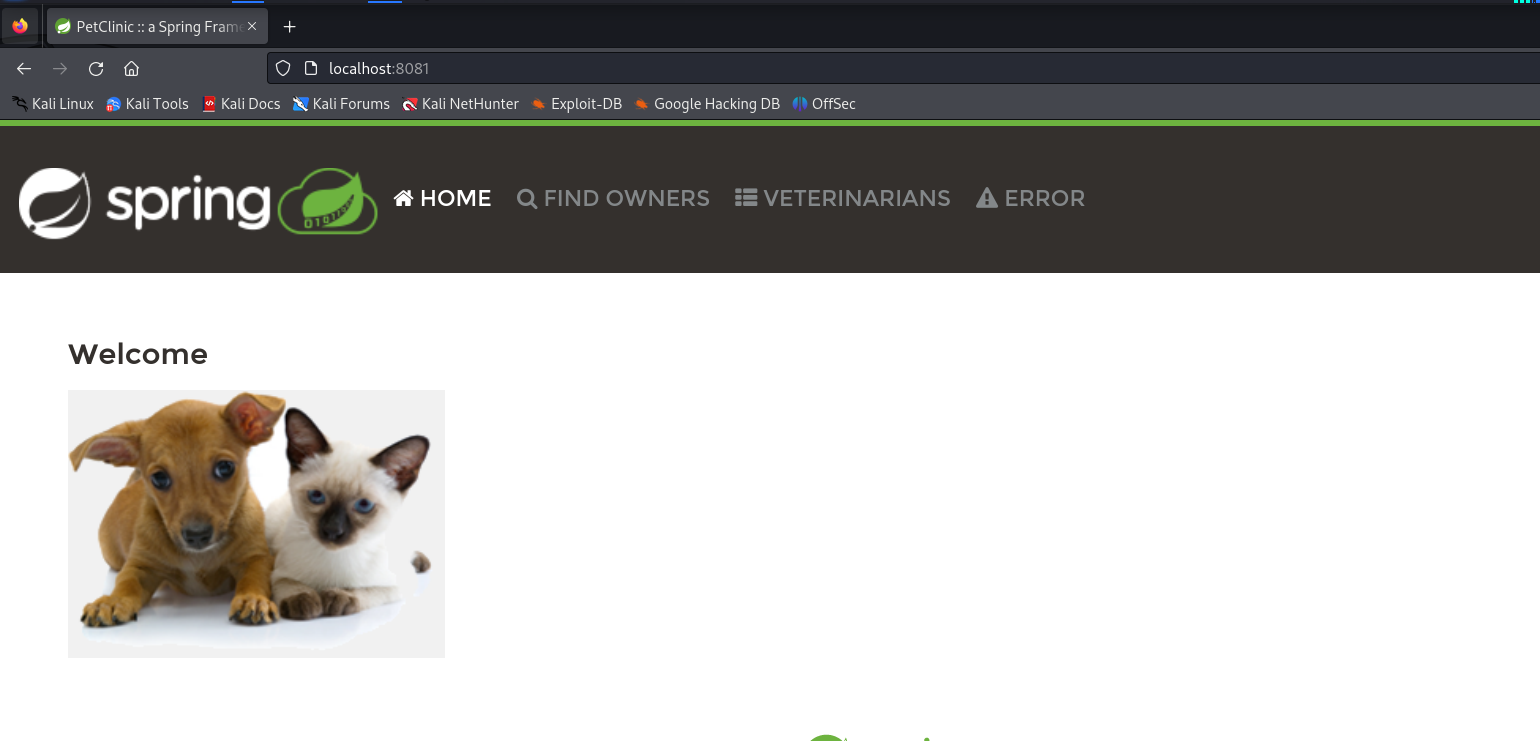 PetClinic :: a Spring Frame
localhost:8081
Kali Linux Kali Tools Kali Docs Kali Forums Kali NetHunter Exploit-DB Google Hacking DB OffSec
spring HOME FIND OWNERS VETERINARIANS ERROR
Welcome